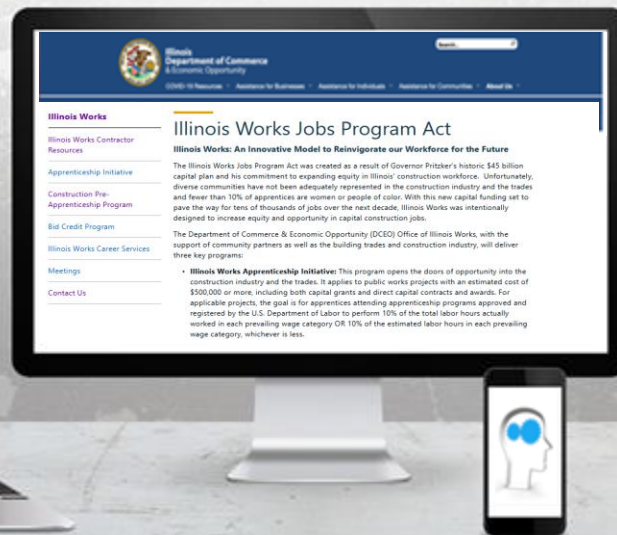 Illinois
Department of Commerce
& Economic Opportunity
Search...
COVID-19 Resources Assistance for Businesses Assistance for Individuals Assistance for Communities About Us
Illinois Works
Illinois Works Contractor
Resources
Apprenticeship Initiative
Construction Pre-
Apprenticeship Program
Bid Credit Program
Illinois Works Career Services
Meetings
Contact Us
Illinois Works Jobs Program Act
Illinois Works: An Innovative Model to Reinvigorate our Workforce for the Future
The Illinois Works Jobs Program Act was created as a result of Governor Pritzker's historic $45 billion
capital plan and his commitment to expanding equity in Illinois' construction workforce. Unfortunately,
diverse communities have not been adequately represented in the construction industry and the trades
and fewer than 10% of apprentices are women or people of color. With this new capital funding set to
pave the way for tens of thousands of jobs over the next decade, Illinois Works was intentionally
designed to increase equity and opportunity in capital construction jobs.
The Department of Commerce & Economic Opportunity (DCEO) Office of Illinois Works, with the
support of community partners as well as the building trades and construction industry, will deliver
three key programs:
• Illinois Works Apprenticeship Initiative: This program opens the doors of opportunity into the
construction industry and the trades. It applies to public works projects with an estimated cost of
$500,000 or more, including both capital grants and direct capital contracts and awards. For
applicable projects, the goal is for apprentices attending apprenticeship programs approved and
registered by the U.S. Department of Labor to perform 10% of the total labor hours actually
worked in each prevailing wage category OR 10% of the estimated labor hours in each prevailing
wage category, whichever is less.